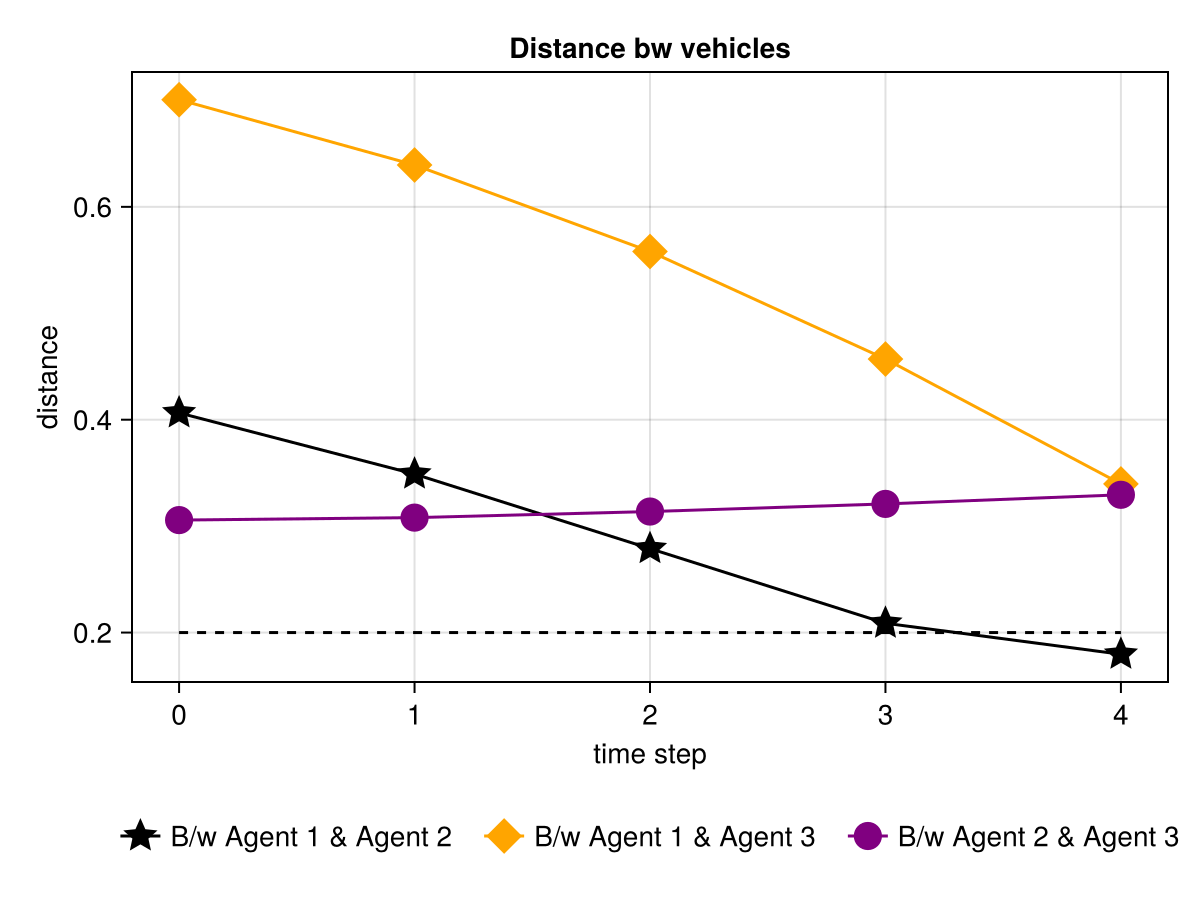 Distance bw vehicles
0.6
0.4
0.2
distance
0 1 2 3 4
time step
B/w Agent 1 & Agent 2 B/w Agent 1 & Agent 3 B/w Agent 2 & Agent 3